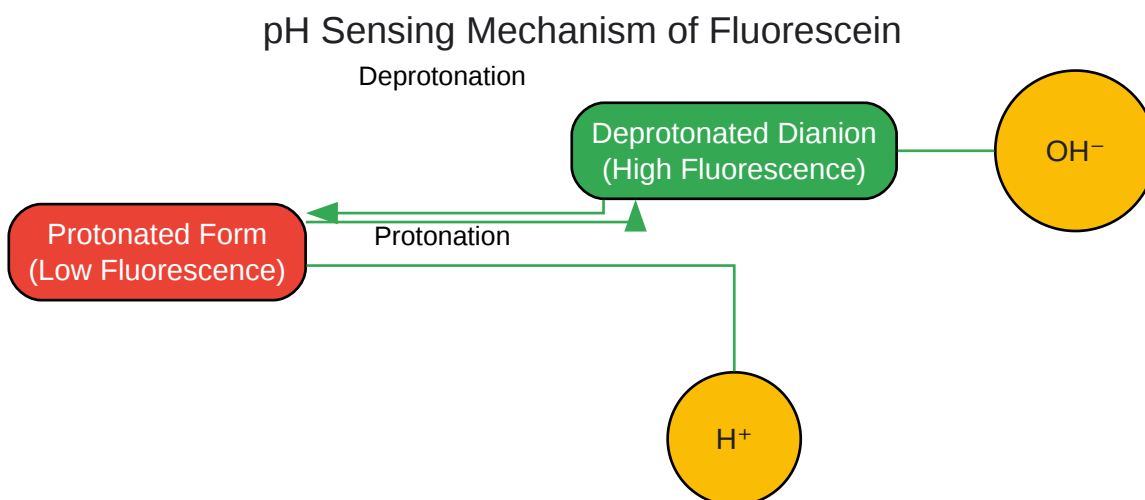 pH Sensing Mechanism of Fluorescein
Deprotonation
Deprotonated Dianion
(High Fluorescence)
OH⁻
Protonated Form
(Low Fluorescence)
Protonation
H⁺